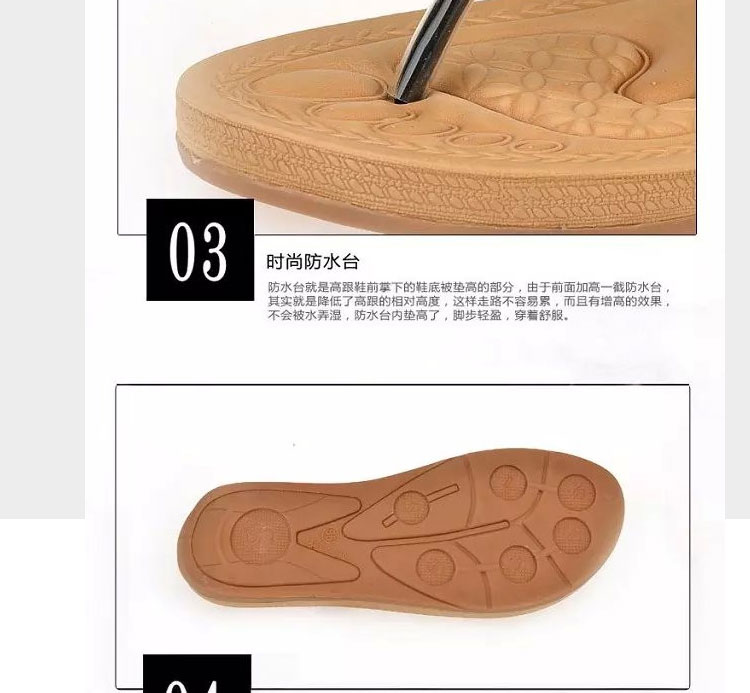 03
时尚防水台
防水台就是高跟鞋前掌下的鞋底被垫高的部分，由于前面加高一截防水台，
其实就是降低了高跟的相对高度，这样走路不容易累，而且有增高的效果，
不会被水弄湿，防水台内垫高了，脚步轻盈，穿着舒服。